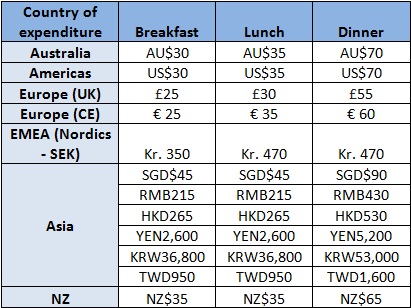 Country of expenditure Breakfast Lunch Dinner
Australia AU$30 AU$35 AU$70
Americas US$30 US$35 US$70
Europe (UK) £25 £30 £55
Europe (CE) € 25 € 35 € 60
EMEA (Nordics - SEK) Kr. 350 Kr. 470 Kr. 470
Asia SGD$45 SGD$45 SGD$90
RMB215 RMB215 RMB430
HKD265 HKD265 HKD530
YEN2,600 YEN2,600 YEN5,200
KRW36,800 KRW36,800 KRW53,000
TWD950 TWD950 TWD1,600
NZ NZ$35 NZ$35 NZ$65